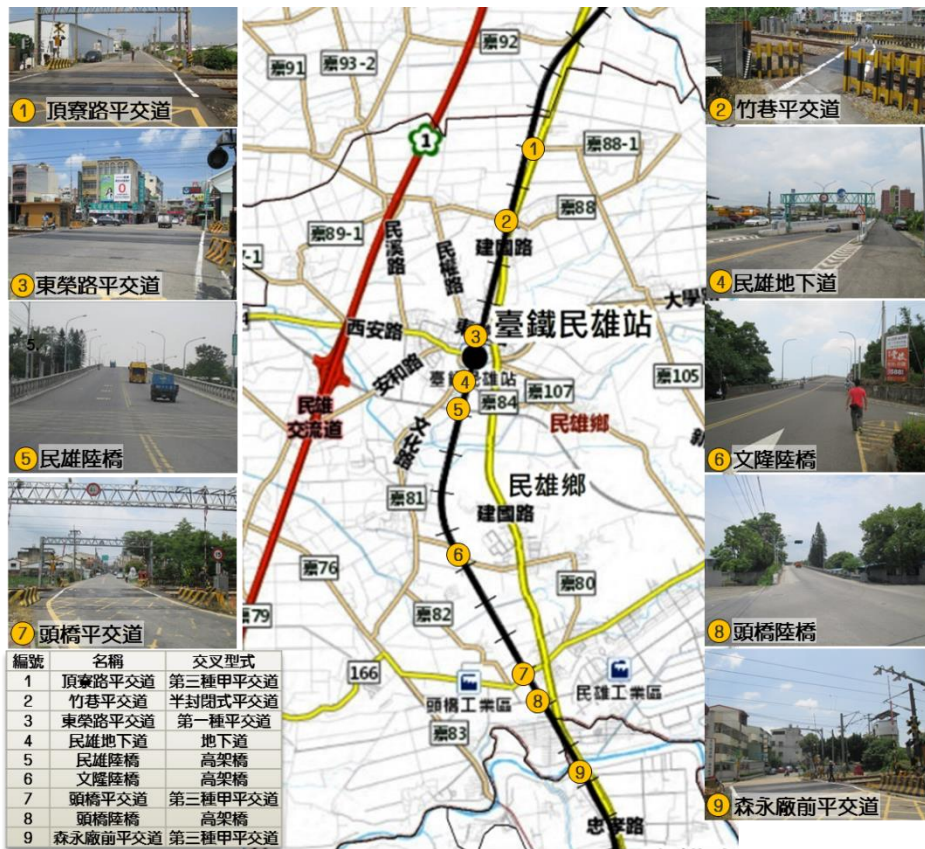 1 頂寮路平交道
3 東榮路平交道
5 民雄陸橋
7 頭橋平交道
2 竹巷平交道
4 民雄地下道
6 文隆陸橋
8 頭橋陸橋
9 森永廠前平交道
嘉92
嘉91
嘉93-2
1
1
嘉88-1
嘉88
2
建國路
嘉89-1
民溪路
民權路
大學路
西安路
3
臺鐵民雄站
安和路
4
5
嘉84
嘉107
嘉105
民雄
交流道
民雄鄉
文化路
民雄鄉
嘉81
建國路
6
嘉76
嘉80
嘉79
嘉82
166
7
8
頭橋工業區
民雄工業區
嘉83
9
忠孝路
編號 名稱 交叉型式
1 頂寮路平交道 第三種甲平交道
2 竹巷平交道 半封閉式平交道
3 東榮路平交道 第一種平交道
4 民雄地下道 地下道
5 民雄陸橋 高架橋
6 文隆陸橋 高架橋
7 頭橋平交道 第三種甲平交道
8 頭橋陸橋 高架橋
9 森永廠前平交道 第三種甲平交道